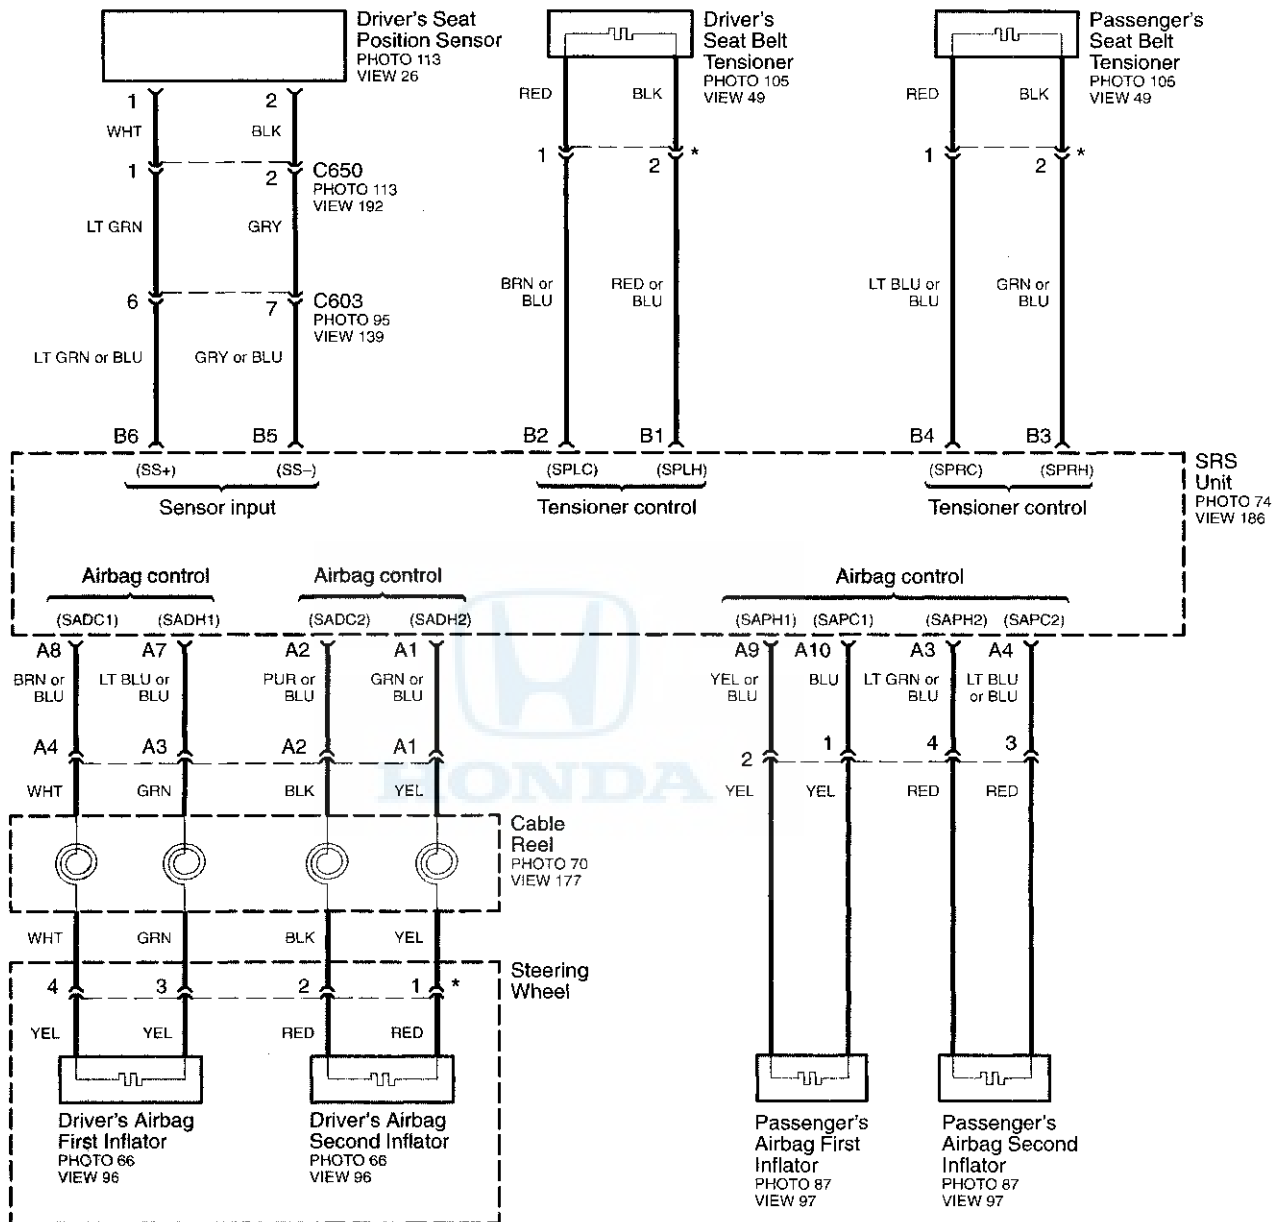 Driver's Seat
Position Sensor
PHOTO 113
VIEW 26
Driver's
Seat Belt
Tensioner
PHOTO 105
VIEW 49
Passenger's
Seat Belt
Tensioner
PHOTO 105
VIEW 49
1 2
WHT BLK
RED BLK
RED BLK
1 2 C650
PHOTO 113
VIEW 192
1 2 *
1 2 *
LT GRN GRY
BRN or
BLU
RED or
BLU
LT BLU or
BLU
GRN or
BLU
6 7 C603
PHOTO 95
VIEW 139
LT GRN or BLU GRY or BLU
B6 B5 B2 B1 B4 B3
(SS+) (SS–) (SPLC) (SPLH) (SPRC) (SPRH)
Sensor input Tensioner control Tensioner control
SRS
Unit
PHOTO 74
VIEW 186
Airbag control Airbag control Airbag control
(SADC1) (SADH1) (SADC2) (SADH2) (SAPH1) (SAPC1) (SAPH2) (SAPC2)
A8 A7 A2 A1 A9 A10 A3 A4
BRN or
BLU
LT BLU or
BLU
PUR or
BLU
GRN or
BLU
YEL or
BLU
BLU
LT GRN or
BLU
LT BLU
or BLU
A4 A3 A2 A1 2 1 4 3
WHT GRN BLK YEL YEL YEL RED RED
HONDA
Cable
Reel
PHOTO 70
VIEW 177
WHT GRN BLK YEL
Steering
Wheel
4 3 2 1 *
YEL YEL RED RED
Driver's Airbag
First Inflator
PHOTO 66
VIEW 96
Driver's Airbag
Second Inflator
PHOTO 66
VIEW 96
Passenger's
Airbag First
Inflator
PHOTO 87
VIEW 97
Passenger's
Airbag Second
Inflator
PHOTO 87
VIEW 97